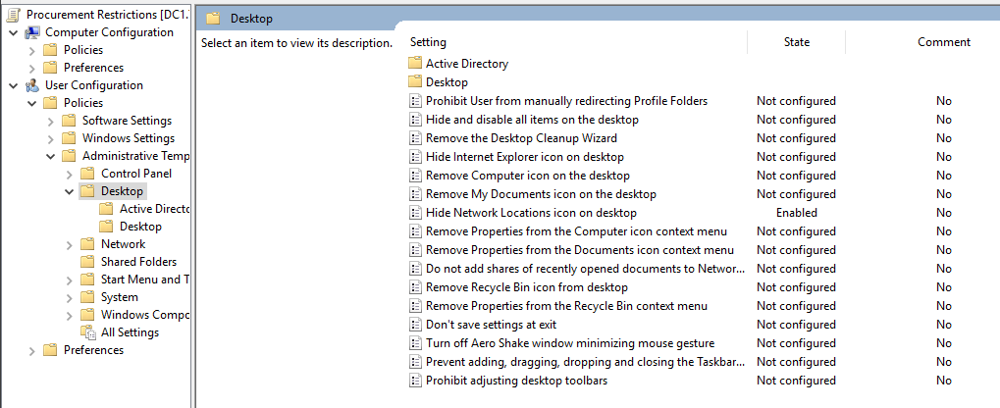 Procurement Restrictions [DC1.
Computer Configuration
Policies
Preferences
User Configuration
Policies
Software Settings
Windows Settings
Administrative Temp
Control Panel
Desktop
Active Directo
Desktop
Network
Shared Folders
Start Menu and T
System
Windows Compo
All Settings
Preferences
Desktop
Select an item to view its description.
Setting State Comment
Active Directory
Desktop
Prohibit User from manually redirecting Profile Folders Not configured No
Hide and disable all items on the desktop Not configured No
Remove the Desktop Cleanup Wizard Not configured No
Hide Internet Explorer icon on desktop Not configured No
Remove Computer icon on the desktop Not configured No
Remove My Documents icon on the desktop Not configured No
Hide Network Locations icon on desktop Enabled No
Remove Properties from the Computer icon context menu Not configured No
Remove Properties from the Documents icon context menu Not configured No
Do not add shares of recently opened documents to Networ... Not configured No
Remove Recycle Bin icon from desktop Not configured No
Remove Properties from the Recycle Bin context menu Not configured No
Don't save settings at exit Not configured No
Turn off Aero Shake window minimizing mouse gesture Not configured No
Prevent adding, dragging, dropping and closing the Taskbar... Not configured No
Prohibit adjusting desktop toolbars Not configured No